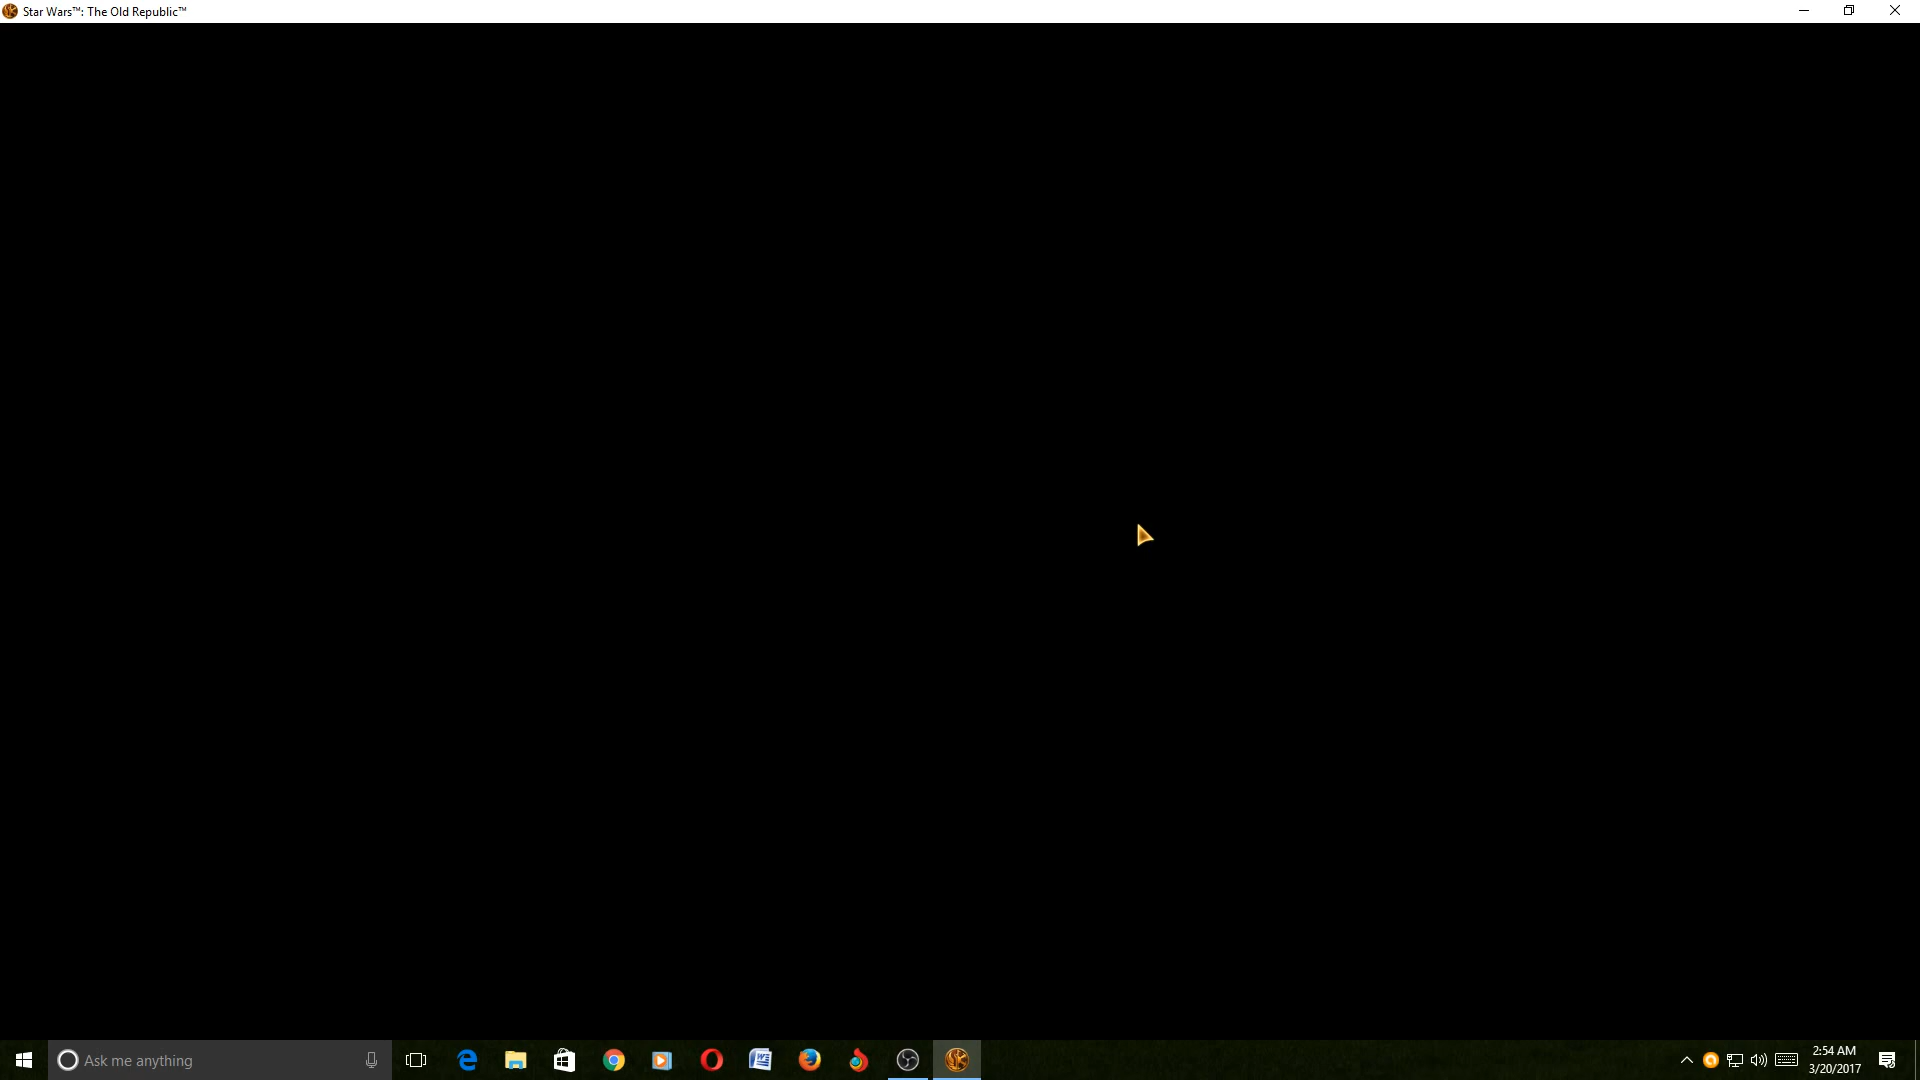 Star Wars™: The Old Republic™
Ask me anything
2:54 AM
3/20/2017